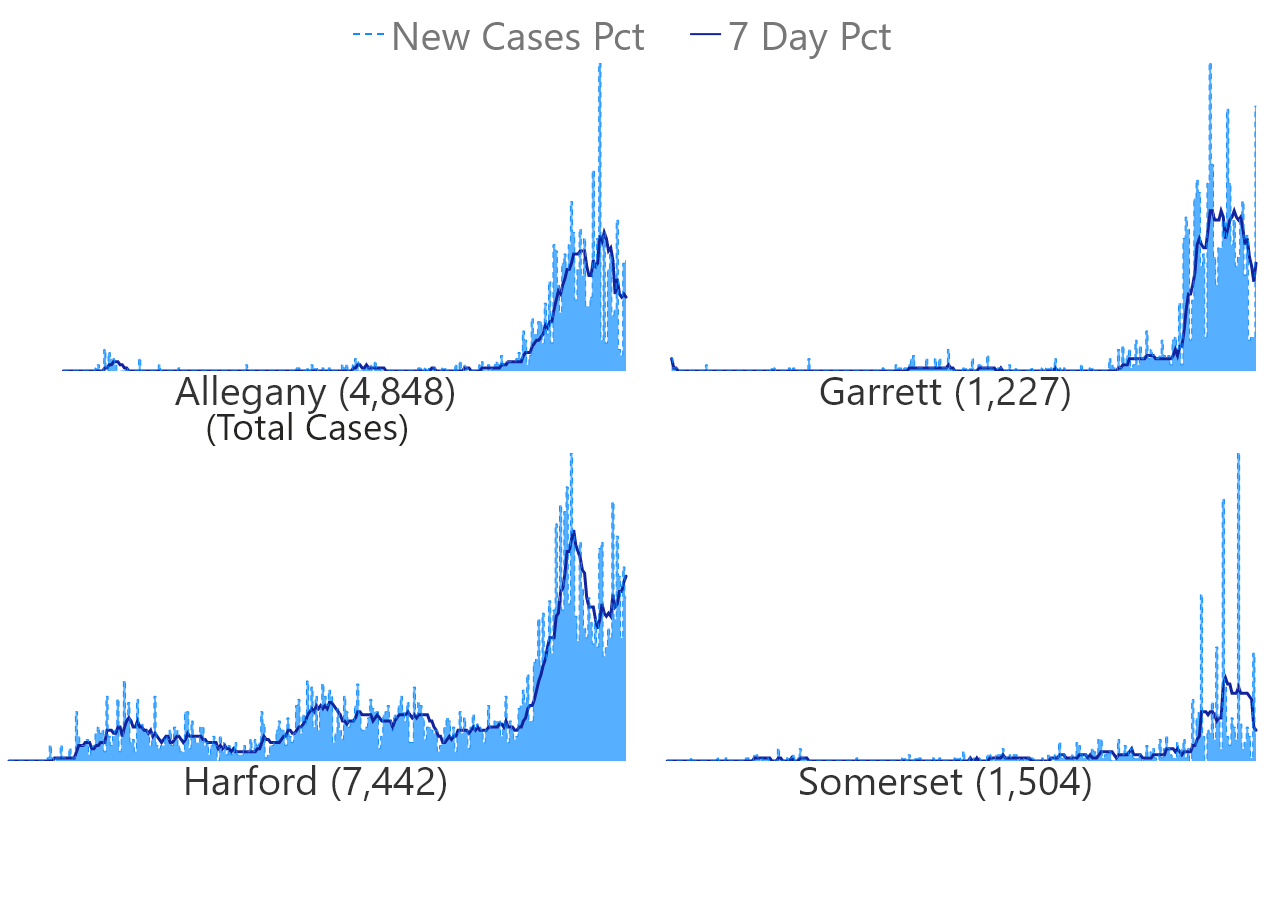 New Cases Pct 7 Day Pct
Allegany (4,848)
(Total Cases)
Garrett (1,227)
Harford (7,442)
Somerset (1,504)